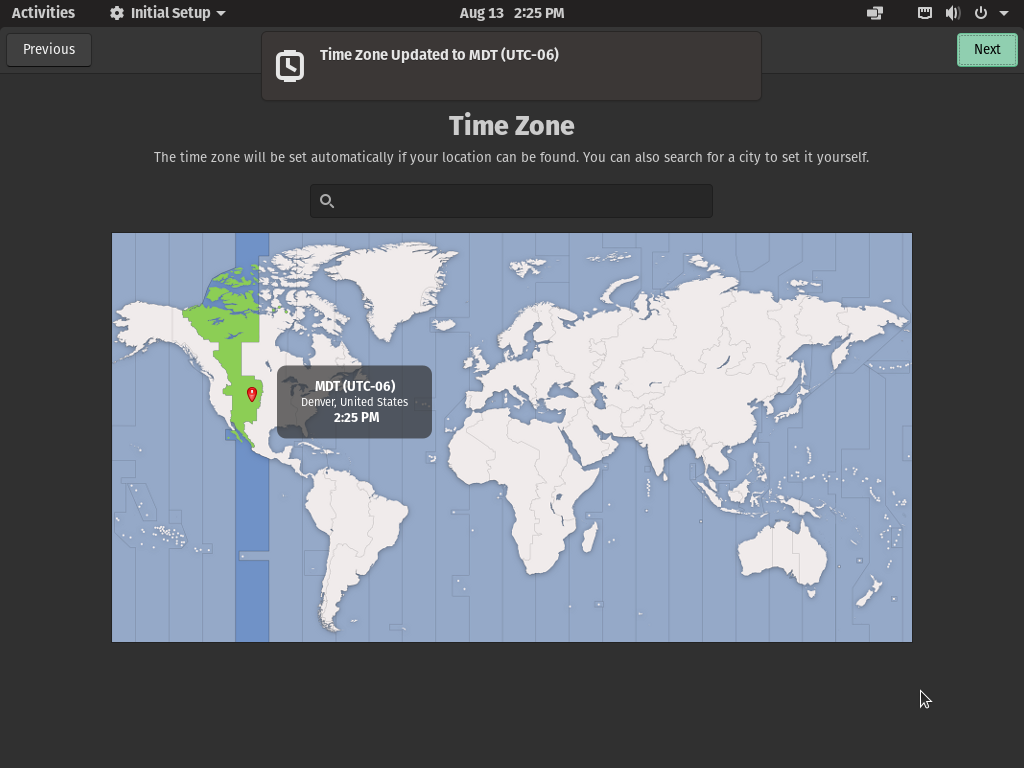 Activities
Initial Setup
Aug 13 2:25 PM
Previous
Time Zone Updated to MDT (UTC-06)
Next
Time Zone
The time zone will be set automatically if your location can be found. You can also search for a city to set it yourself.
MDT (UTC-06)
Denver, United States
2:25 PM